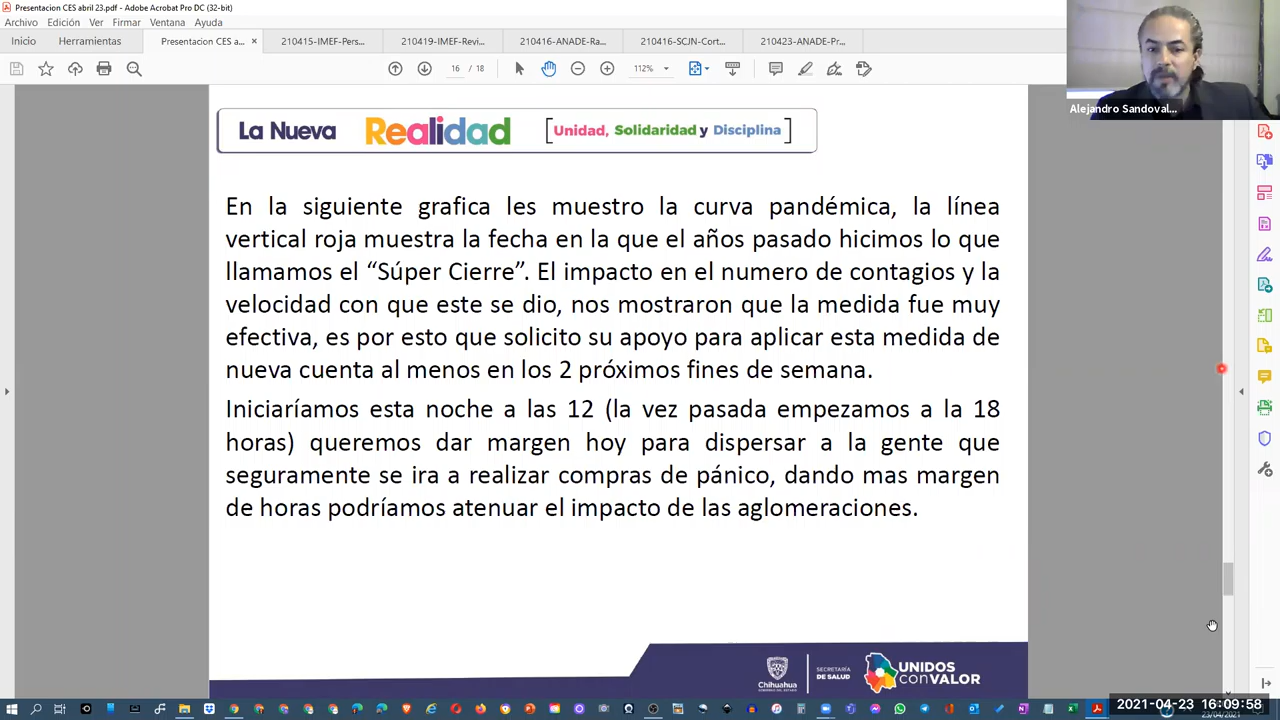 Presentacion CES abril 23.pdf - Adobe Acrobat Pro DC (32-bit)
Archivo Edición Ver Firmar Ventana Ayuda
Inicio Herramientas Presentacion CES a... × 210415-IMEF-Pers... 210419-IMEF-Revi... 210416-ANADE-Ra... 210416-SCJN-Cort... 210423-ANADE-Pr...
16 / 18 112%
Alejandro Sandoval...
La Nueva Realidad [Unidad, Solidaridad y Disciplina]
En la siguiente grafica les muestro la curva pandémica, la línea
vertical roja muestra la fecha en la que el años pasado hicimos lo que
llamamos el “Súper Cierre”. El impacto en el numero de contagios y la
velocidad con que este se dio, nos mostraron que la medida fue muy
efectiva, es por esto que solicito su apoyo para aplicar esta medida de
nueva cuenta al menos en los 2 próximos fines de semana.
Iniciaríamos esta noche a las 12 (la vez pasada empezamos a la 18
horas) queremos dar margen hoy para dispersar a la gente que
seguramente se ira a realizar compras de pánico, dando mas margen
de horas podríamos atenuar el impacto de las aglomeraciones.
Chihuahua
SECRETARÍA
DE SALUD
UNIDOS
conVALOR
2021-04-23 16:09:58
23/04/2021